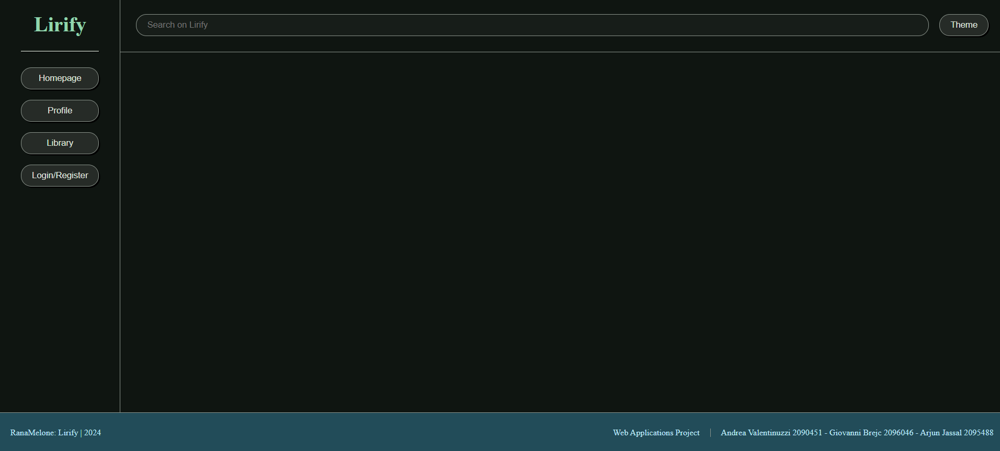 Lirify
Search on Lirify
Theme
Homepage
Profile
Library
Login/Register
RanaMelone: Lirify | 2024
Web Applications Project
Andrea Valentinuzzi 2090451 - Giovanni Brejc 2096046 - Arjun Jassal 2095488